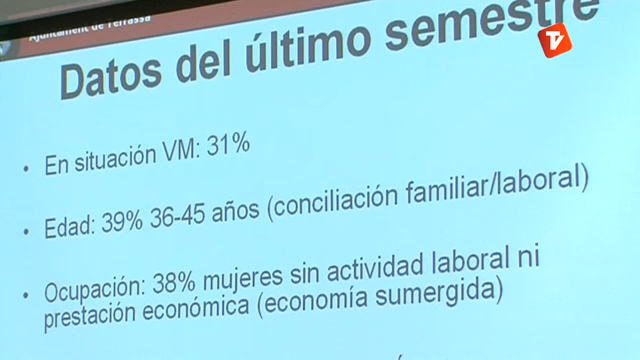 Ajuntament de Terrassa
Datos del último semestre
• En situación VM: 31%
• Edad: 39% 36-45 años (conciliación familiar/laboral)
• Ocupación: 38% mujeres sin actividad laboral ni
prestación económica (economía sumergida)